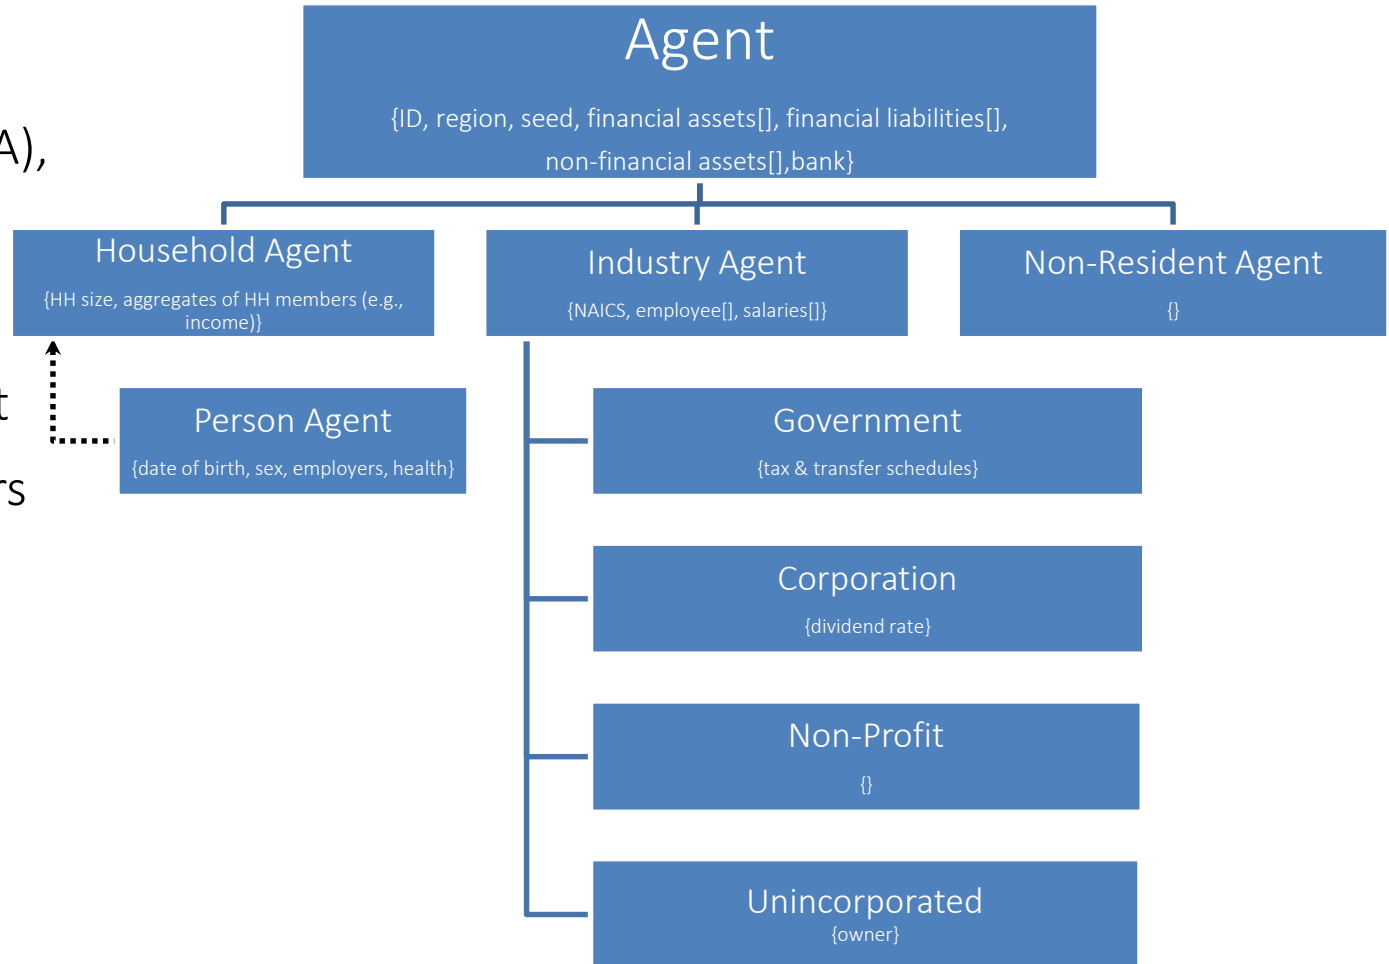 Agent
{ID, region, seed, financial assets[], financial liabilities[],
non-financial assets[],bank}
A),
Household Agent
{HH size, aggregates of HH members (e.g.,
income)}
Industry Agent
{NAICS, employee[], salaries[]}
Non-Resident Agent
{}
t
rs
Person Agent
{date of birth, sex, employers, health}
Government
{tax & transfer schedules}
Corporation
{dividend rate}
Non-Profit
{}
Unincorporated
{owner}